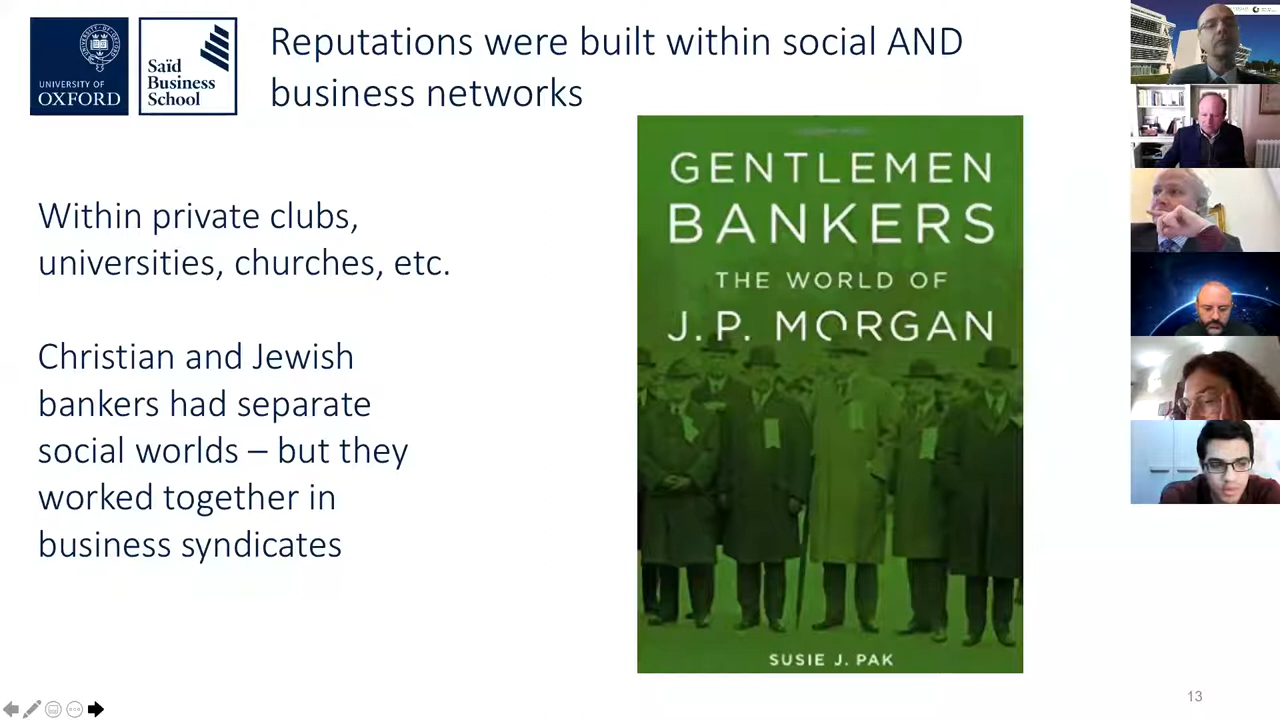 UNIVERSITY OF
OXFORD
Saïd
Business
School
Reputations were built within social AND
business networks
Within private clubs,
universities, churches, etc.
Christian and Jewish
bankers had separate
social worlds – but they
worked together in
business syndicates
GENTLEMEN
BANKERS
THE WORLD OF
J.P. MORGAN
SUSIE J. PAK
13